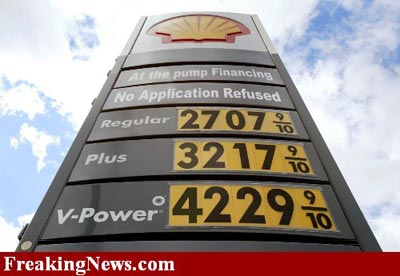 At the pump Financing
No Application Refused
Regular 2707 9/10
Plus 3217 9/10
V-Power 4229 9/10
FreakingNews.com